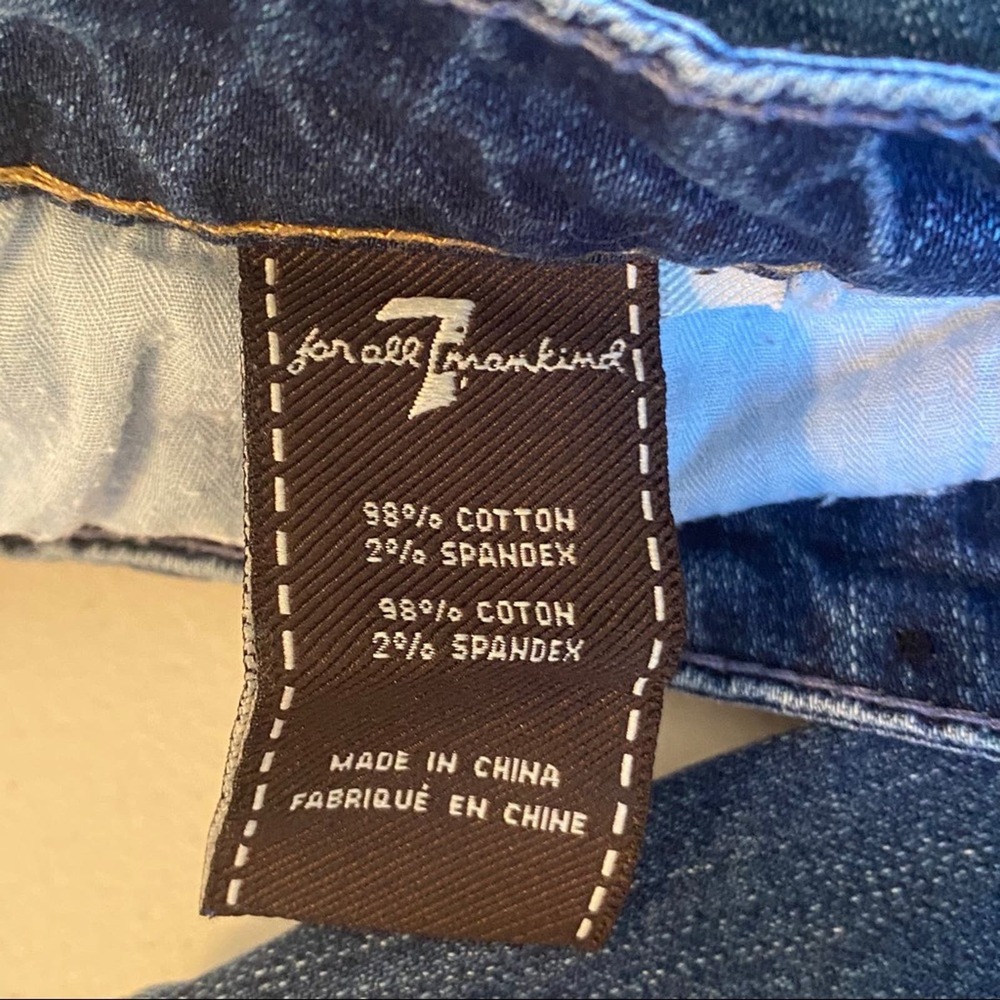 for all 7 mankind
98% COTTON
2% SPANDEX
98% COTON
2% SPANDEX
MADE IN CHINA
FABRIQUÉ EN CHINE